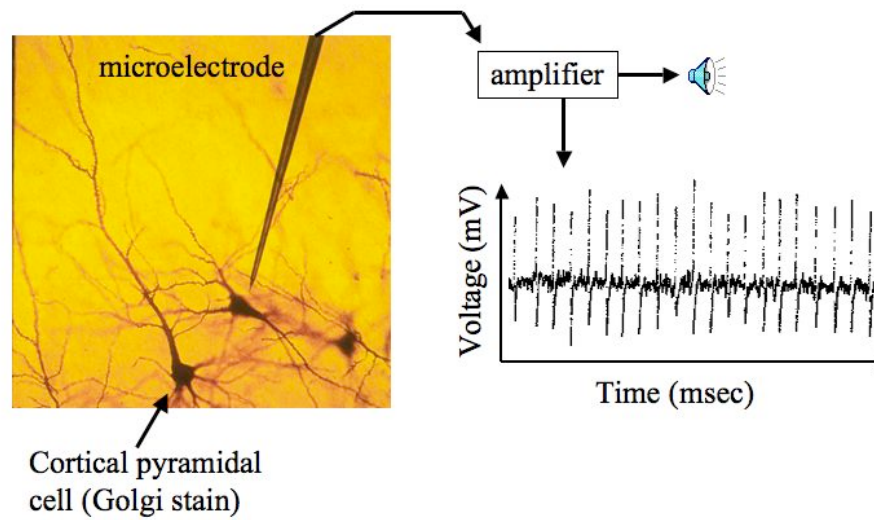 microelectrode
amplifier
Voltage (mV)
Time (msec)
Cortical pyramidal
cell (Golgi stain)